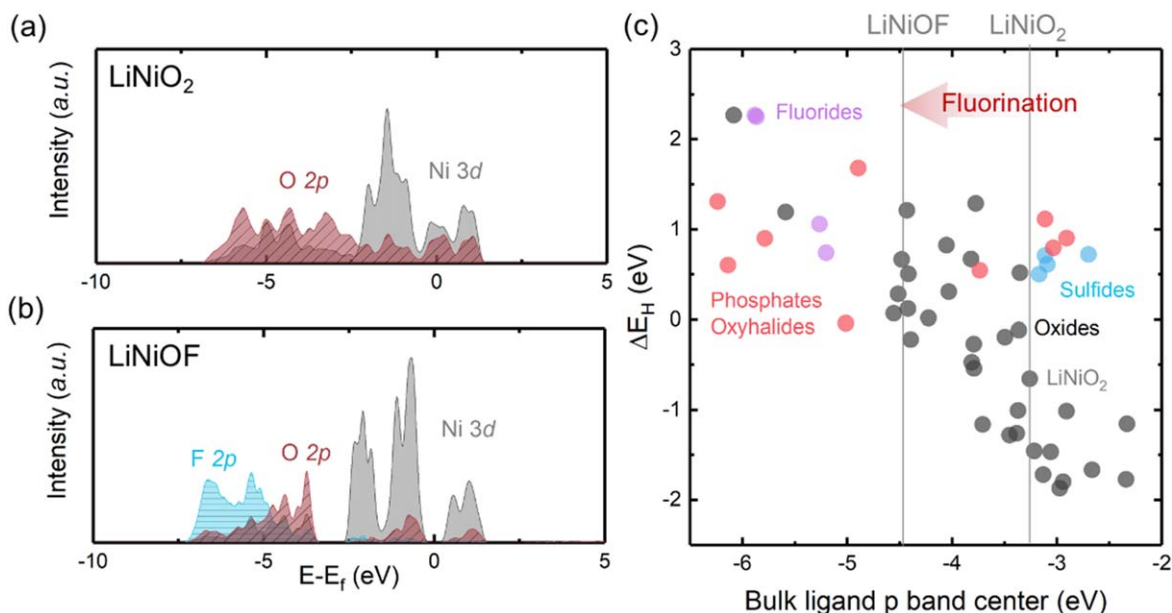 (a)
LiNiO₂
O 2p
Ni 3d
Intensity (a.u.)
-10
-5
0
5
(b)
LiNiOF
F 2p
O 2p
Ni 3d
Intensity (a.u.)
-10
-5
0
5
E-E_f (eV)
(c)
LiNiOF
LiNiO₂
Fluorination
Fluorides
Phosphates
Oxyhalides
Sulfides
Oxides
LiNiO₂
ΔE_H (eV)
3
2
1
0
-1
-2
-6
-5
-4
-3
-2
Bulk ligand p band center (eV)